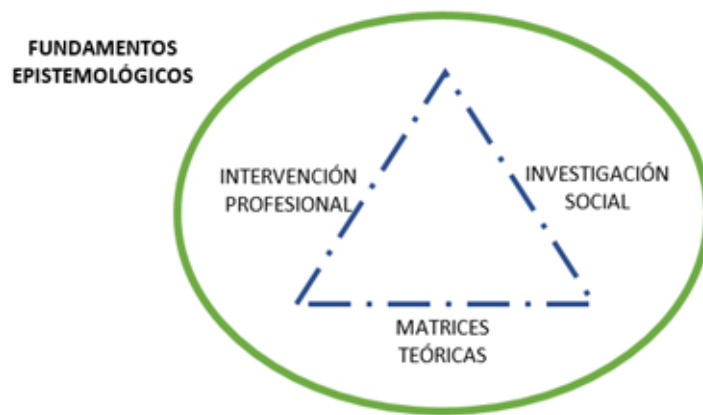 FUNDAMENTOS
EPISTEMOLÓGICOS
INTERVENCIÓN
PROFESIONAL
INVESTIGACIÓN
SOCIAL
MATRICES
TEÓRICAS